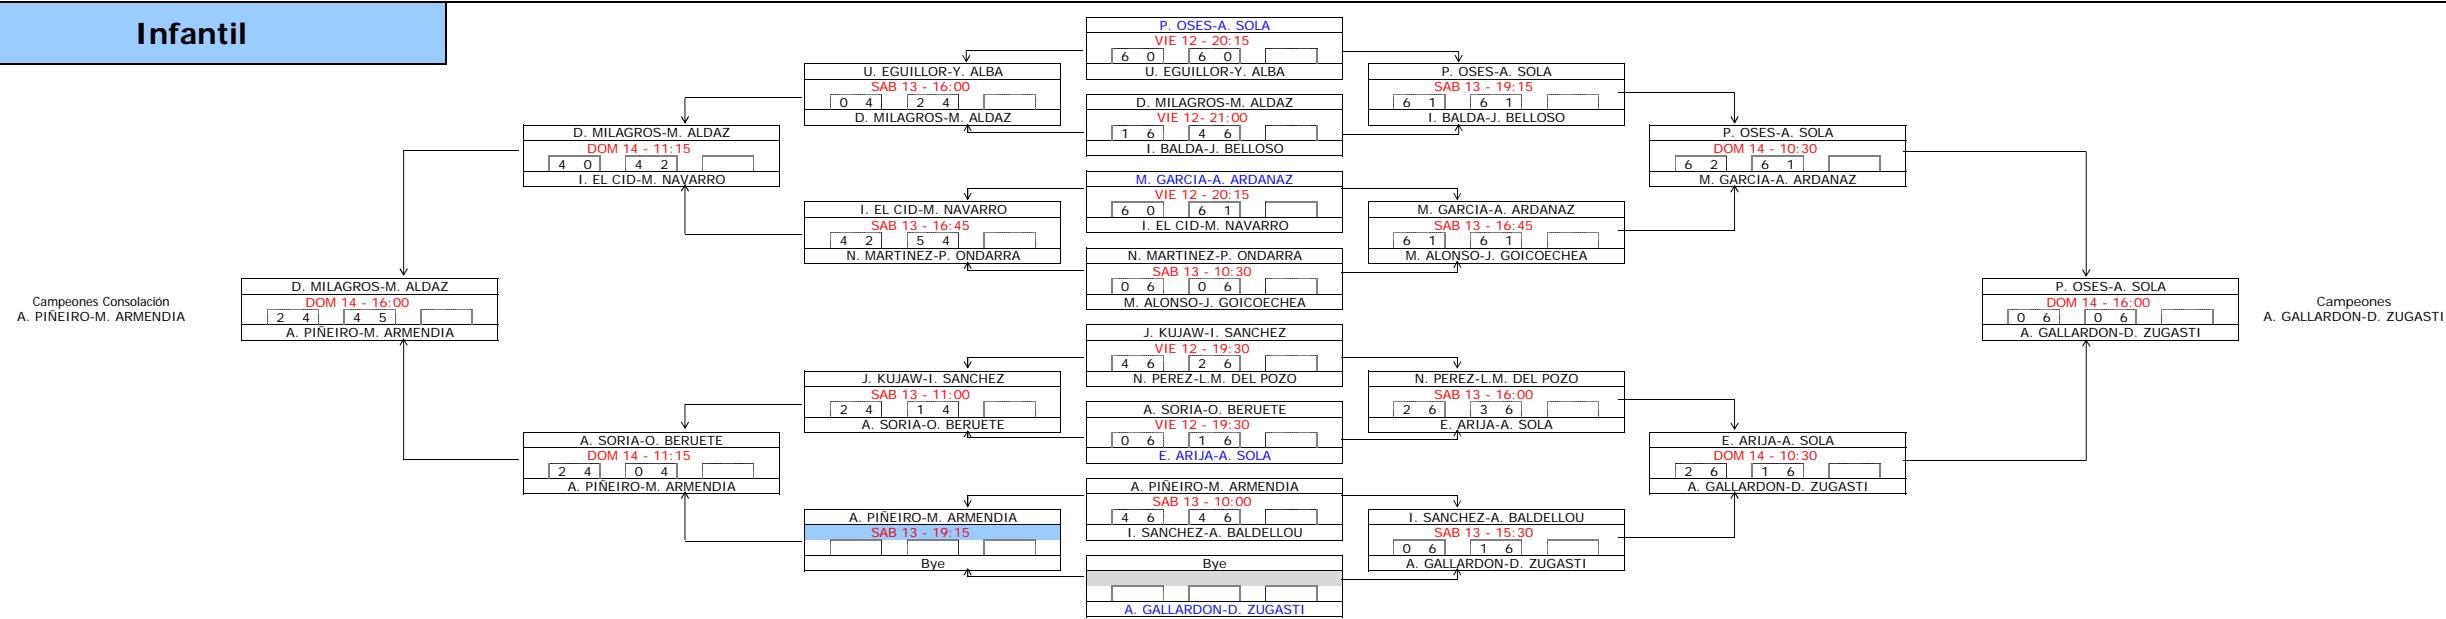 Infantil
P. OSES-A. SOLA
VIE 12 - 20:15
6 0 6 0
U. EGUILLOR-Y. ALBA
D. MILAGROS-M. ALDAZ
VIE 12- 21:00
1 6 4 6
I. BALDA-J. BELLOSO
M. GARCIA-A. ARDANAZ
VIE 12 - 20:15
6 0 6 1
I. EL CID-M. NAVARRO
N. MARTINEZ-P. ONDARRA
SAB 13 - 10:30
0 6 0 6
M. ALONSO-J. GOICOECHEA
J. KUJAW-I. SANCHEZ
VIE 12 - 19:30
4 6 2 6
N. PEREZ-L.M. DEL POZO
A. SORIA-O. BERUETE
VIE 12 - 19:30
0 6 1 6
E. ARIJA-A. SOLA
A. PIÑEIRO-M. ARMENDIA
SAB 13 - 10:00
4 6 4 6
I. SANCHEZ-A. BALDELLOU
Bye
A. GALLARDON-D. ZUGASTI
U. EGUILLOR-Y. ALBA
SAB 13 - 16:00
0 4 2 4
D. MILAGROS-M. ALDAZ
I. EL CID-M. NAVARRO
SAB 13 - 16:45
4 2 5 4
N. MARTINEZ-P. ONDARRA
J. KUJAW-I. SANCHEZ
SAB 13 - 11:00
2 4 1 4
A. SORIA-O. BERUETE
A. PIÑEIRO-M. ARMENDIA
SAB 13 - 19:15
Bye
D. MILAGROS-M. ALDAZ
DOM 14 - 11:15
4 0 4 2
I. EL CID-M. NAVARRO
A. SORIA-O. BERUETE
DOM 14 - 11:15
2 4 0 4
A. PIÑEIRO-M. ARMENDIA
D. MILAGROS-M. ALDAZ
DOM 14 - 16:00
2 4 4 5
A. PIÑEIRO-M. ARMENDIA
Campeones Consolación
A. PIÑEIRO-M. ARMENDIA
P. OSES-A. SOLA
SAB 13 - 19:15
6 1 6 1
I. BALDA-J. BELLOSO
M. GARCIA-A. ARDANAZ
SAB 13 - 16:45
6 1 6 1
M. ALONSO-J. GOICOECHEA
N. PEREZ-L.M. DEL POZO
SAB 13 - 16:00
2 6 3 6
E. ARIJA-A. SOLA
I. SANCHEZ-A. BALDELLOU
SAB 13 - 15:30
0 6 1 6
A. GALLARDON-D. ZUGASTI
P. OSES-A. SOLA
DOM 14 - 10:30
6 2 6 1
M. GARCIA-A. ARDANAZ
E. ARIJA-A. SOLA
DOM 14 - 10:30
2 6 1 6
A. GALLARDON-D. ZUGASTI
P. OSES-A. SOLA
DOM 14 - 16:00
0 6 0 6
A. GALLARDON-D. ZUGASTI
Campeones
A. GALLARDON-D. ZUGASTI